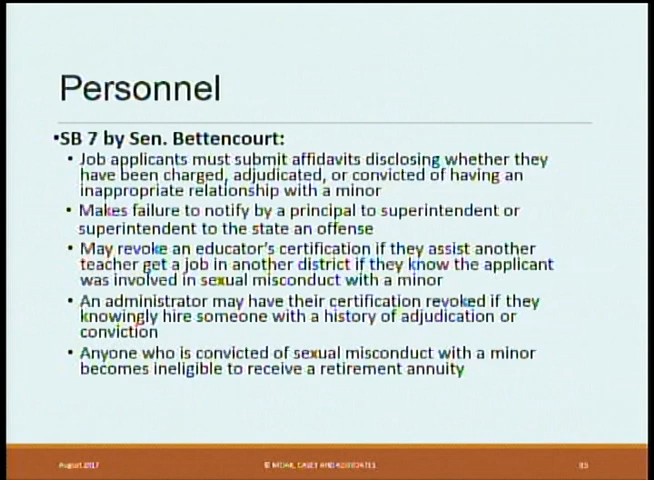 Personnel
•SB 7 by Sen. Bettencourt:
• Job applicants must submit affidavits disclosing whether they
have been charged, adjudicated, or convicted of having an
inappropriate relationship with a minor
• Makes failure to notify by a principal to superintendent or
superintendent to the state an offense
• May revoke an educator's certification if they assist another
teacher get a job in another district if they know the applicant
was involved in sexual misconduct with a minor
• An administrator may have their certification revoked if they
knowingly hire someone with a history of adjudication or
conviction
• Anyone who is convicted of sexual misconduct with a minor
becomes ineligible to receive a retirement annuity
August 2017
AND ASSOCIATES